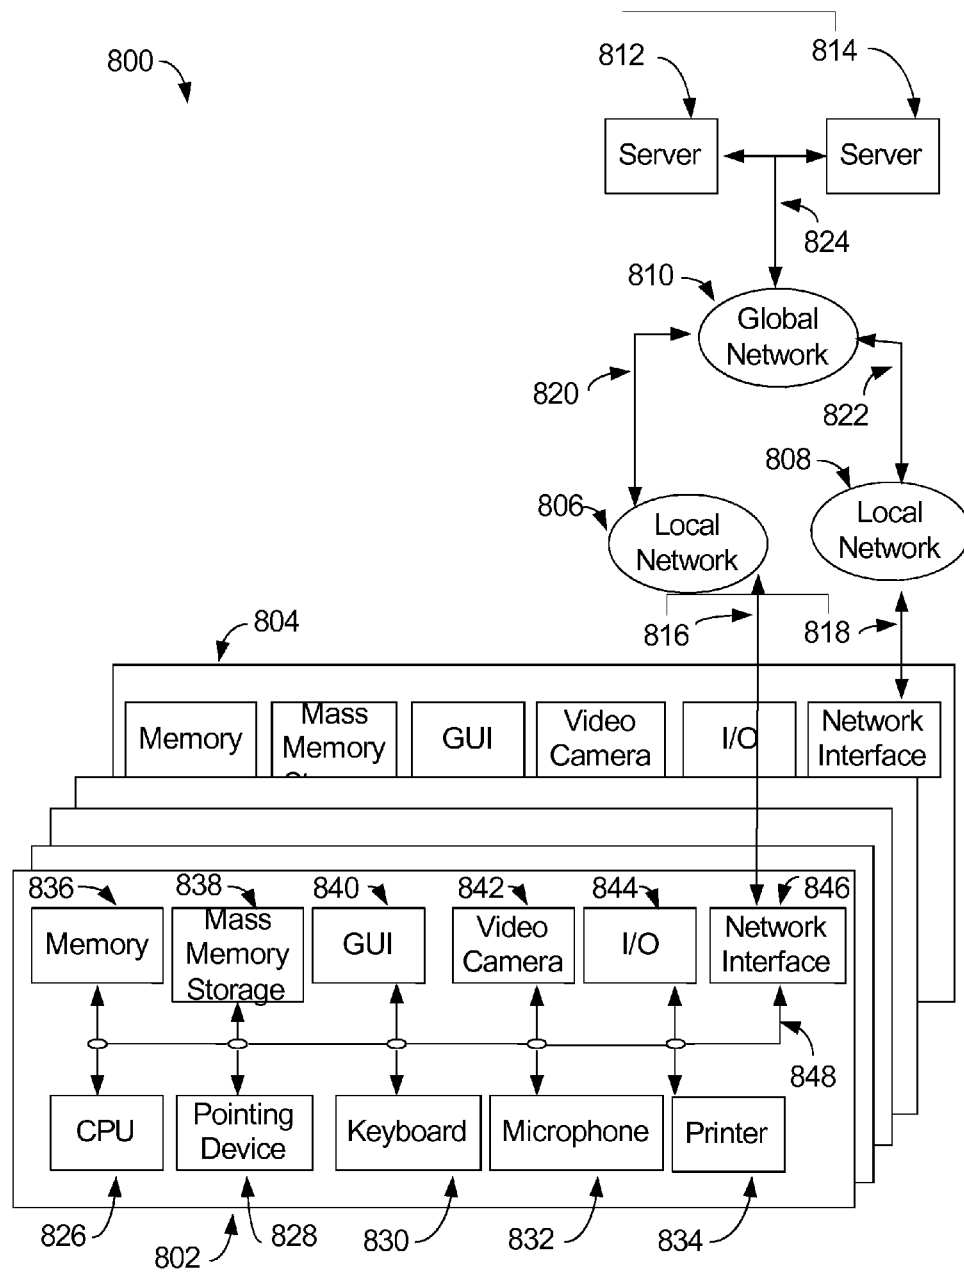 800
812
814
Server
Server
824
810
Global
Network
820
822
808
806
Local
Network
Local
Network
816
818
804
Memory
Mass
Memory
GUI
Video
Camera
I/O
Network
Interface
836
838
840
842
844
846
Memory
Mass
Memory
Storage
GUI
Video
Camera
I/O
Network
Interface
848
CPU
Pointing
Device
Keyboard
Microphone
Printer
826
802
828
830
832
834